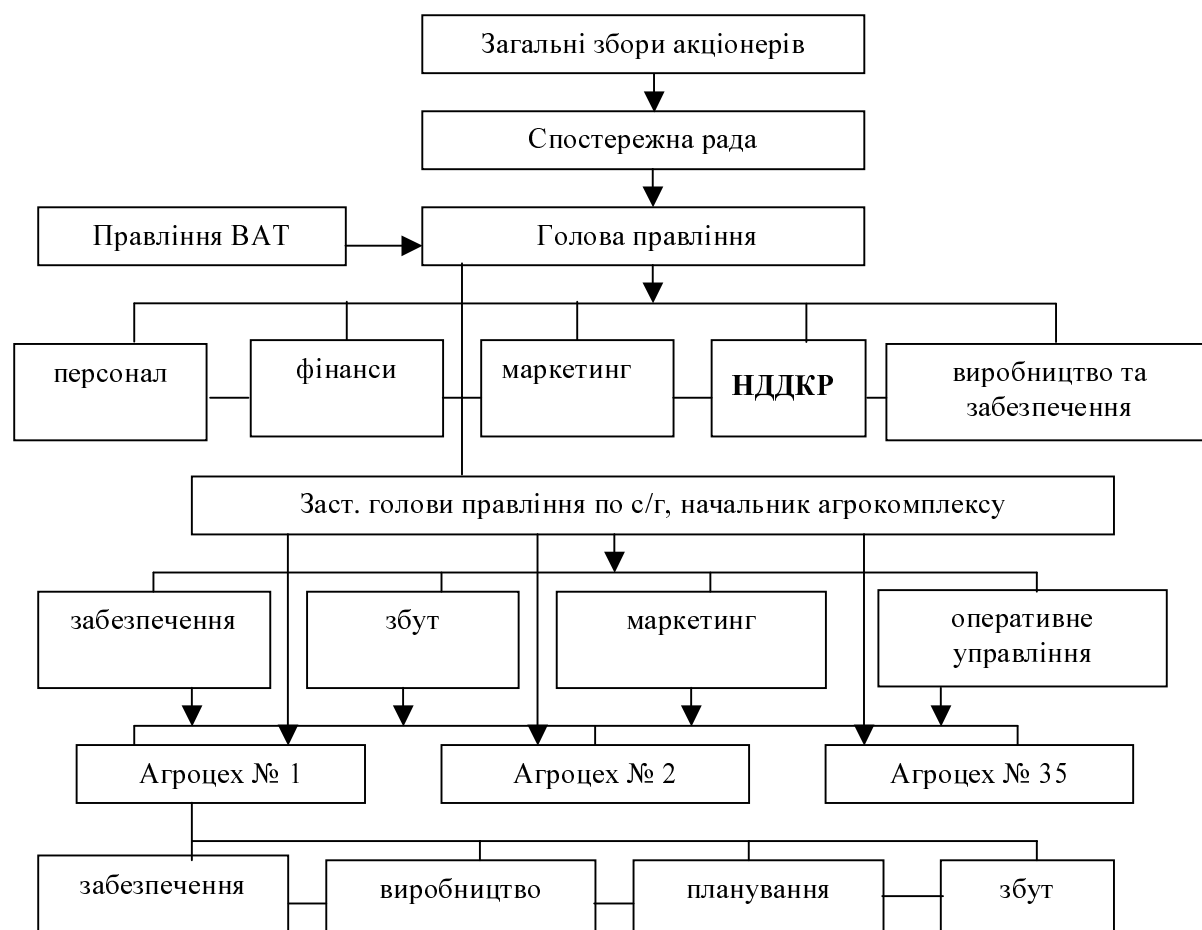 Загальні збори акціонерів
Спостережна рада
Правління ВАТ
Голова правління
персонал
фінанси
маркетинг
НДДКР
виробництво та
забезпечення
Заст. голови правління по с/г, начальник агрокомплексу
забезпечення
збут
маркетинг
оперативне
управління
Агроцех № 1
Агроцех № 2
Агроцех № 35
забезпечення
виробництво
планування
збут